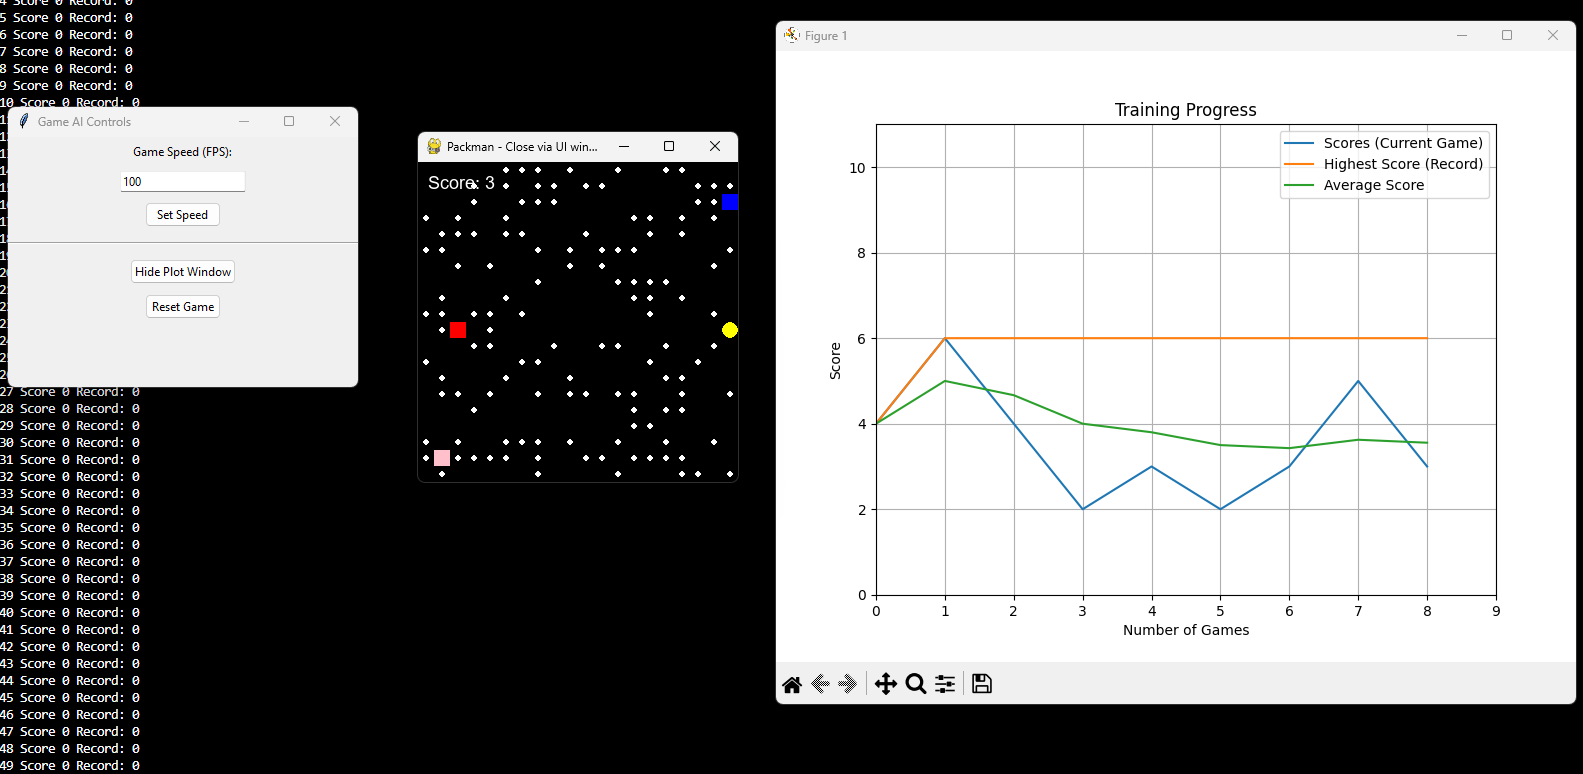 4 Score 0 Record: 0
5 Score 0 Record: 0
6 Score 0 Record: 0
7 Score 0 Record: 0
8 Score 0 Record: 0
9 Score 0 Record: 0
10 Score 0 Record: 0
Game AI Controls
Game Speed (FPS):
100
Set Speed
Hide Plot Window
Reset Game
27 Score 0 Record: 0
28 Score 0 Record: 0
29 Score 0 Record: 0
30 Score 0 Record: 0
31 Score 0 Record: 0
32 Score 0 Record: 0
33 Score 0 Record: 0
34 Score 0 Record: 0
35 Score 0 Record: 0
36 Score 0 Record: 0
37 Score 0 Record: 0
38 Score 0 Record: 0
39 Score 0 Record: 0
40 Score 0 Record: 0
41 Score 0 Record: 0
42 Score 0 Record: 0
43 Score 0 Record: 0
44 Score 0 Record: 0
45 Score 0 Record: 0
46 Score 0 Record: 0
47 Score 0 Record: 0
48 Score 0 Record: 0
49 Score 0 Record: 0
Packman - Close via UI win...
Score: 3
Figure 1
Training Progress
Scores (Current Game)
Highest Score (Record)
Average Score
10
8
6
4
2
0
Score
0 1 2 3 4 5 6 7 8 9
Number of Games